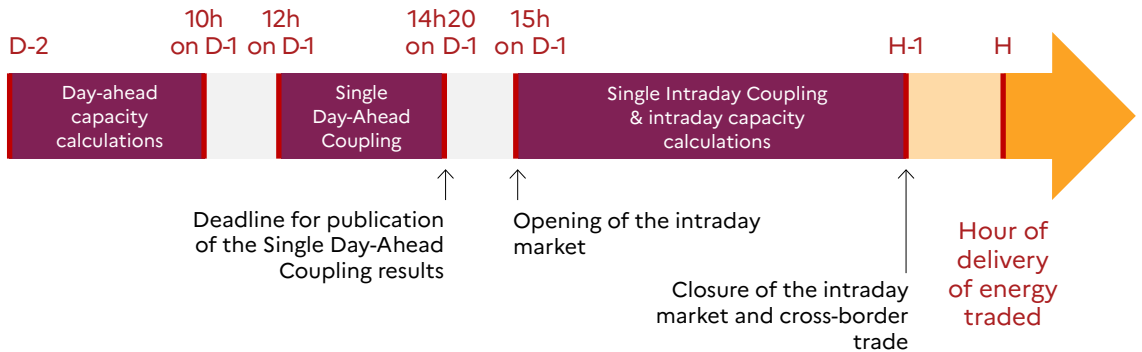 D-2
10h
on D-1
12h
on D-1
14h20
on D-1
15h
on D-1
H-1
H
Day-ahead
capacity
calculations
Single
Day-Ahead
Coupling
Single Intraday Coupling
& intraday capacity
calculations
Deadline for publication
of the Single Day-Ahead
Coupling results
Opening of the intraday
market
Closure of the intraday
market and cross-border
trade
Hour of
delivery
of energy
traded